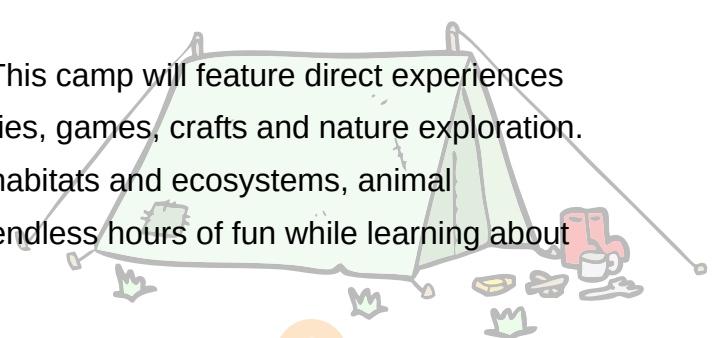 This camp will feature direct experiences
ies, games, crafts and nature exploration.
habitats and ecosystems, animal
endless hours of fun while learning about